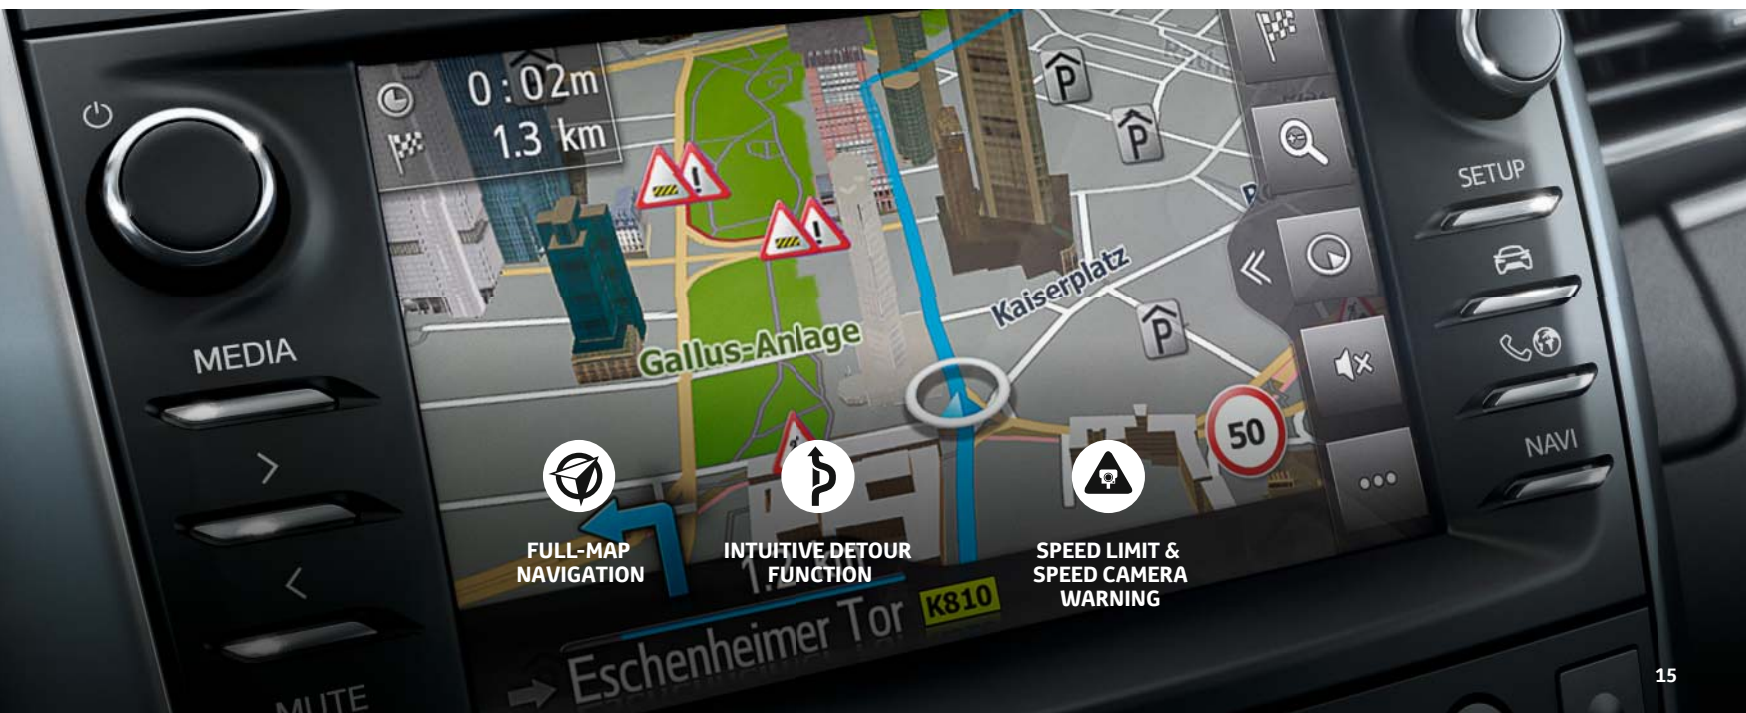 0:02m
1.3 km
P
P
SETUP
Kaiserplatz
MEDIA
Gallus-Anlage
P
50
NAVI
FULL-MAP
NAVIGATION
INTUITIVE DETOUR
FUNCTION
SPEED LIMIT &
SPEED CAMERA
WARNING
Eschenheimer Tor K810
MUTE
15